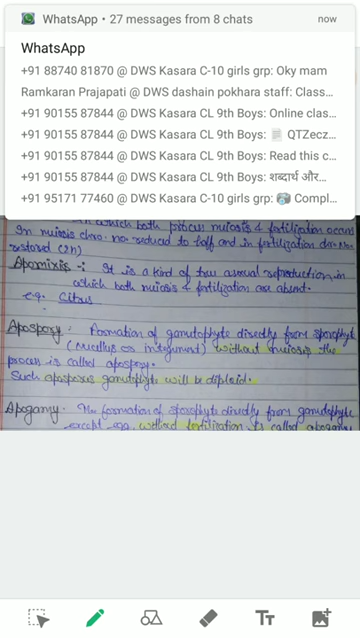 WhatsApp • 27 messages from 8 chats now
WhatsApp
+91 88740 81870 @ DWS Kasara C-10 girls grp: Oky mam
Ramkaran Prajapati @ DWS dashain pokhara staff: Class…
+91 90155 87844 @ DWS Kasara CL 9th Boys: Online clas…
+91 90155 87844 @ DWS Kasara CL 9th Boys: 🧾 QTZecz…
+91 90155 87844 @ DWS Kasara CL 9th Boys: Read this c…
+91 90155 87844 @ DWS Kasara CL 9th Boys: शब्दार्थ और…
+91 95171 77460 @ DWS Kasara C-10 girls grp: 📷 Compl…
in which both process meiosis & fertilization occurs
In meiosis chro. no. reduced to half and in fertilization chr. no.
restored (2n)
Apomixis :- It is a kind of asexual reproduction in
which both meiosis & fertilization are absent.
e.g. Citrus
Apospory : Formation of gametophyte directly from sporophyte
(nucellus or integument) without meiosis the
process is called apospory.
Such aposporic gametophyte will be diploid.
Apogamy - The formation of sporophyte directly from gametophyte
except egg without fertilization is called apogamy
Tт